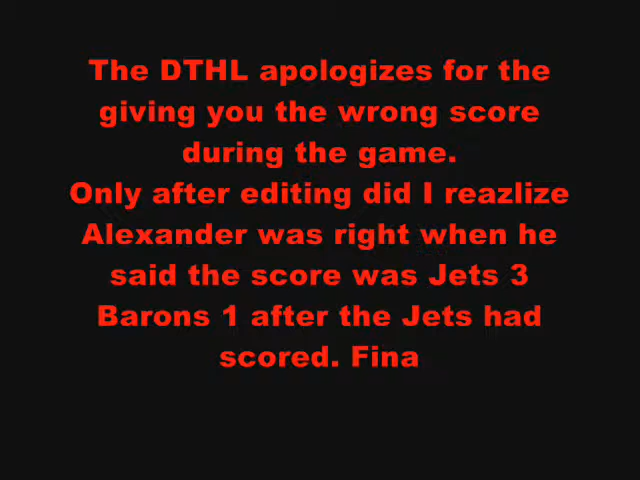 The DTHL apologizes for the
giving you the wrong score
during the game.
Only after editing did I reazlize
Alexander was right when he
said the score was Jets 3
Barons 1 after the Jets had
scored. Fina